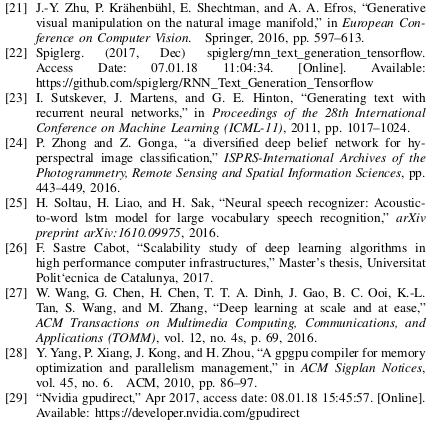 [21] J.-Y. Zhu, P. Krähenbühl, E. Shechtman, and A. A. Efros, “Generative
visual manipulation on the natural image manifold,” in European Con-
ference on Computer Vision. Springer, 2016, pp. 597–613.
[22] Spiglerg. (2017, Dec) spiglerg/rnn_text_generation_tensorflow.
Access Date: 07.01.18 11:04:34. [Online]. Available:
https://github.com/spiglerg/RNN_Text_Generation_Tensorflow
[23] I. Sutskever, J. Martens, and G. E. Hinton, “Generating text with
recurrent neural networks,” in Proceedings of the 28th International
Conference on Machine Learning (ICML-11), 2011, pp. 1017–1024.
[24] P. Zhong and Z. Gonga, “a diversified deep belief network for hy-
perspectral image classification,” ISPRS-International Archives of the
Photogrammetry, Remote Sensing and Spatial Information Sciences, pp.
443–449, 2016.
[25] H. Soltau, H. Liao, and H. Sak, “Neural speech recognizer: Acoustic-
to-word lstm model for large vocabulary speech recognition,” arXiv
preprint arXiv:1610.09975, 2016.
[26] F. Sastre Cabot, “Scalability study of deep learning algorithms in
high performance computer infrastructures,” Master’s thesis, Universitat
Polit‘ecnica de Catalunya, 2017.
[27] W. Wang, G. Chen, H. Chen, T. T. A. Dinh, J. Gao, B. C. Ooi, K.-L.
Tan, S. Wang, and M. Zhang, “Deep learning at scale and at ease,”
ACM Transactions on Multimedia Computing, Communications, and
Applications (TOMM), vol. 12, no. 4s, p. 69, 2016.
[28] Y. Yang, P. Xiang, J. Kong, and H. Zhou, “A gpgpu compiler for memory
optimization and parallelism management,” in ACM Sigplan Notices,
vol. 45, no. 6. ACM, 2010, pp. 86–97.
[29] “Nvidia gpudirect,” Apr 2017, access date: 08.01.18 15:45:57. [Online].
Available: https://developer.nvidia.com/gpudirect